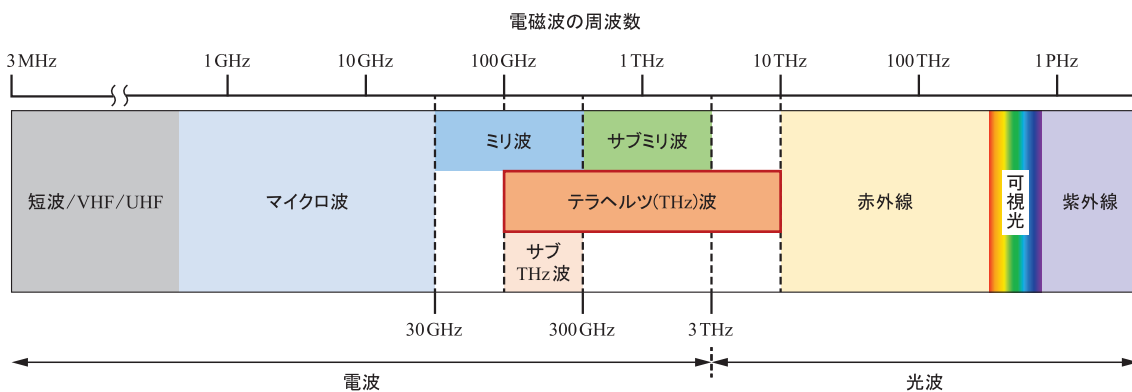 電磁波の周波数
3 MHz
1 GHz
10 GHz
100 GHz
1 THz
10 THz
100 THz
1 PHz
ミリ波
サブミリ波
短波/VHF/UHF
マイクロ波
テラヘルツ(THz)波
赤外線
可視光
紫外線
サブ
THz 波
30 GHz
300 GHz
3 THz
電波
光波